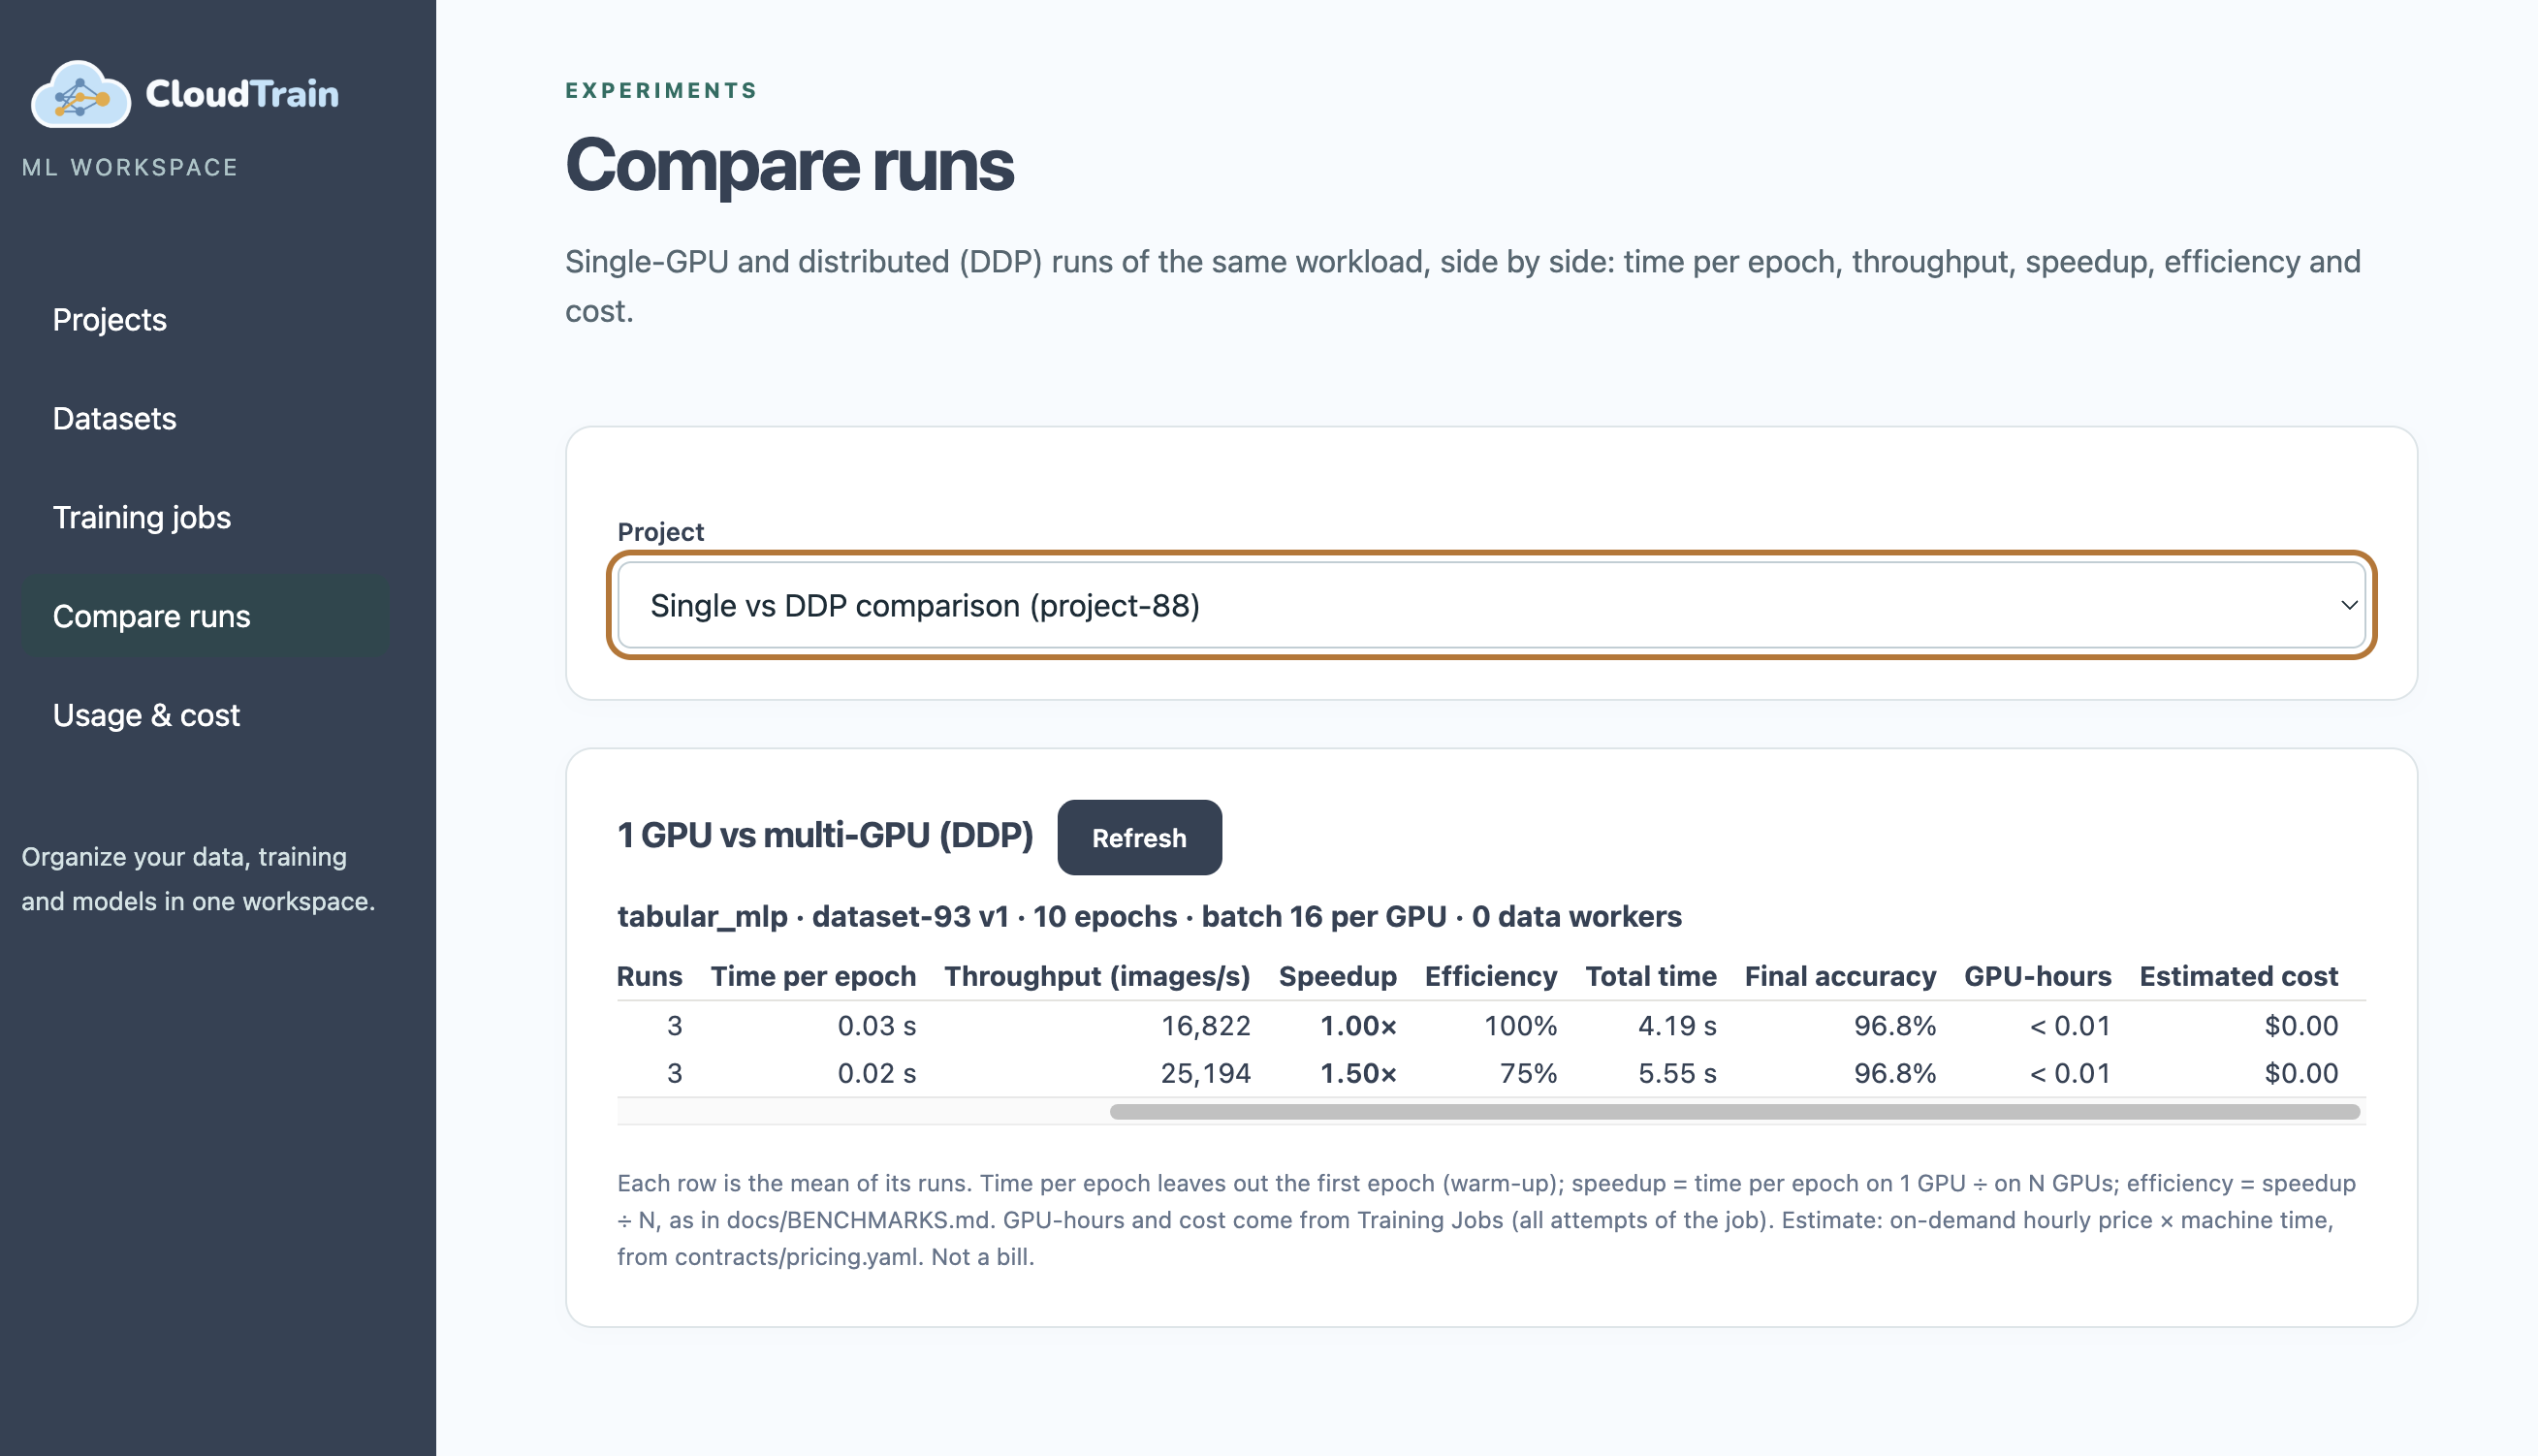 CloudTrain
ML WORKSPACE
Projects
Datasets
Training jobs
Compare runs
Usage & cost
Organize your data, training
and models in one workspace.
EXPERIMENTS
Compare runs
Single-GPU and distributed (DDP) runs of the same workload, side by side: time per epoch, throughput, speedup, efficiency and
cost.
Project
Single vs DDP comparison (project-88)
1 GPU vs multi-GPU (DDP) Refresh
tabular_mlp · dataset-93 v1 · 10 epochs · batch 16 per GPU · 0 data workers
Runs Time per epoch Throughput (images/s) Speedup Efficiency Total time Final accuracy GPU-hours Estimated cost
3 0.03 s 16,822 1.00× 100% 4.19 s 96.8% < 0.01 $0.00
3 0.02 s 25,194 1.50× 75% 5.55 s 96.8% < 0.01 $0.00
Each row is the mean of its runs. Time per epoch leaves out the first epoch (warm-up); speedup = time per epoch on 1 GPU ÷ on N GPUs; efficiency = speedup
÷ N, as in docs/BENCHMARKS.md. GPU-hours and cost come from Training Jobs (all attempts of the job). Estimate: on-demand hourly price × machine time,
from contracts/pricing.yaml. Not a bill.